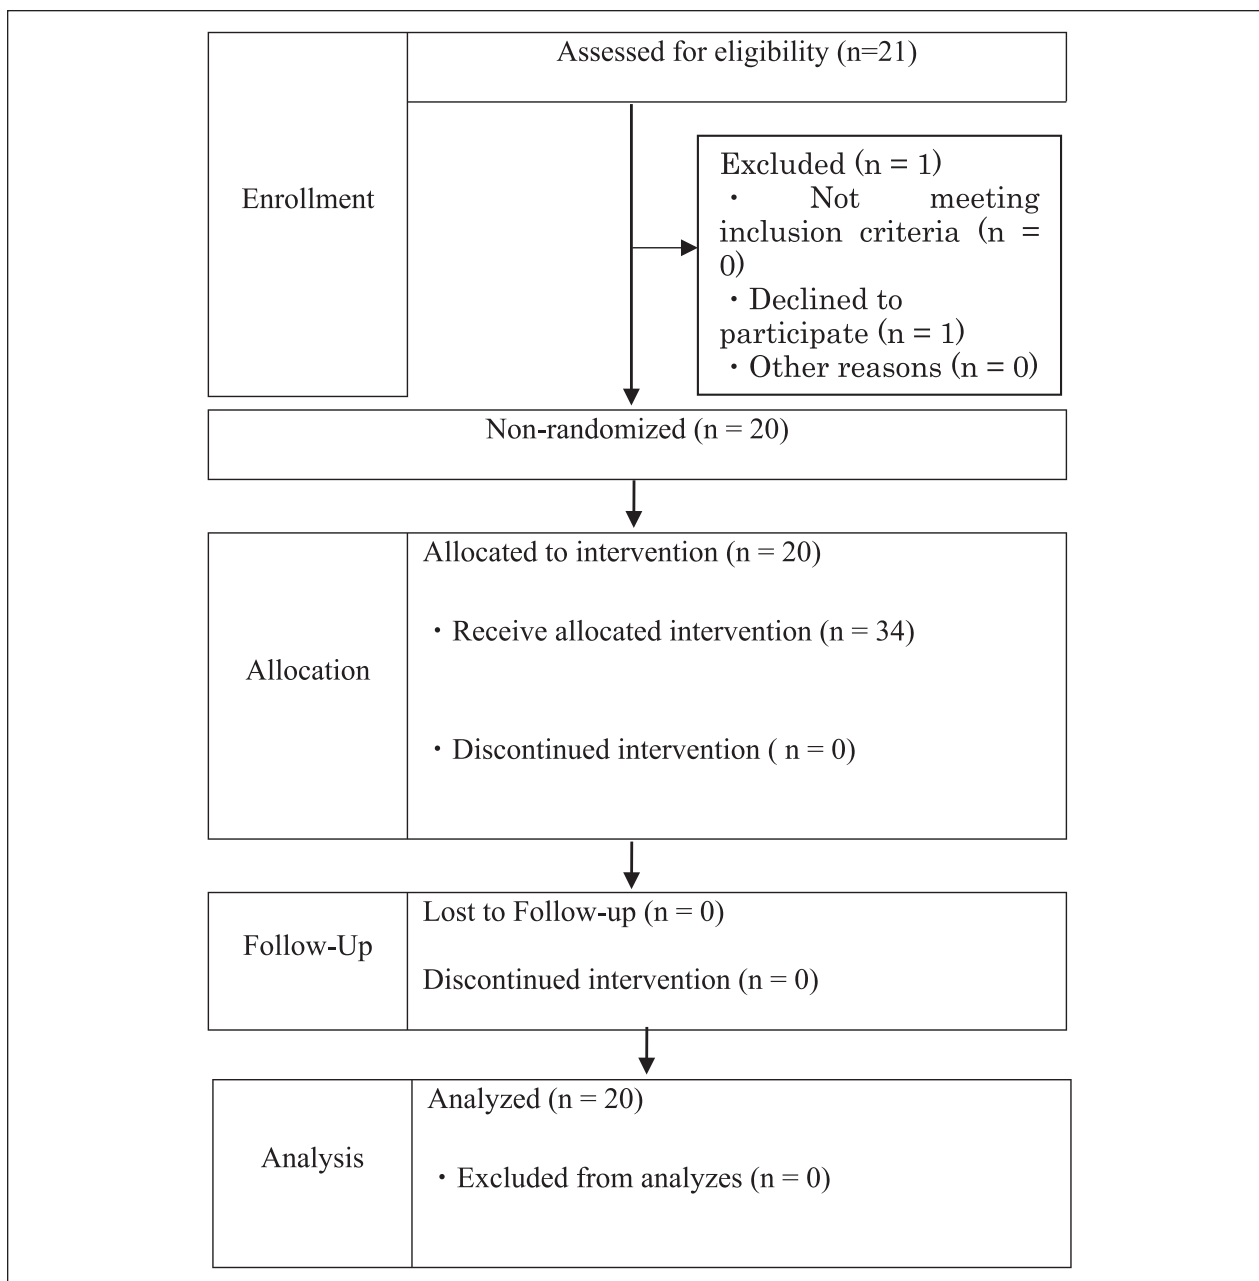 Assessed for eligibility (n=21)
Enrollment
Excluded (n = 1)
・ Not meeting
inclusion criteria (n =
0)
・Declined to
participate (n = 1)
・Other reasons (n = 0)
Non-randomized (n = 20)
Allocated to intervention (n = 20)
・Receive allocated intervention (n = 34)
Allocation
・Discontinued intervention ( n = 0)
Lost to Follow-up (n = 0)
Follow-Up
Discontinued intervention (n = 0)
Analyzed (n = 20)
Analysis
・Excluded from analyzes (n = 0)